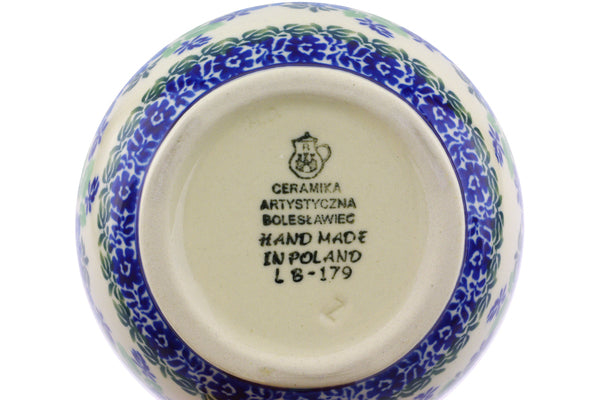 B
CERAMIKA
ARTYSTYCZNA
BOLESŁAWIEC
HAND MADE
IN POLAND
LB-179
Z